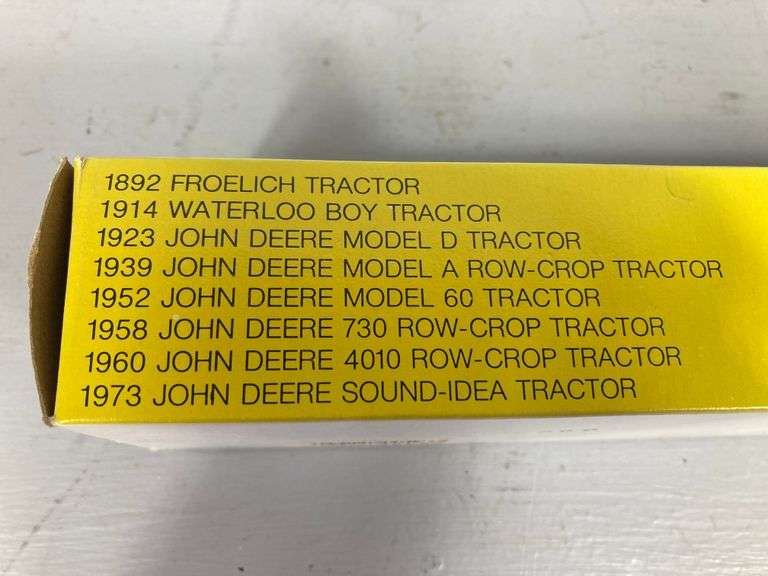 1892 FROELICH TRACTOR
1914 WATERLOO BOY TRACTOR
1923 JOHN DEERE MODEL D TRACTOR
1939 JOHN DEERE MODEL A ROW-CROP TRACTOR
1952 JOHN DEERE MODEL 60 TRACTOR
1958 JOHN DEERE 730 ROW-CROP TRACTOR
1960 JOHN DEERE 4010 ROW-CROP TRACTOR
1973 JOHN DEERE SOUND-IDEA TRACTOR